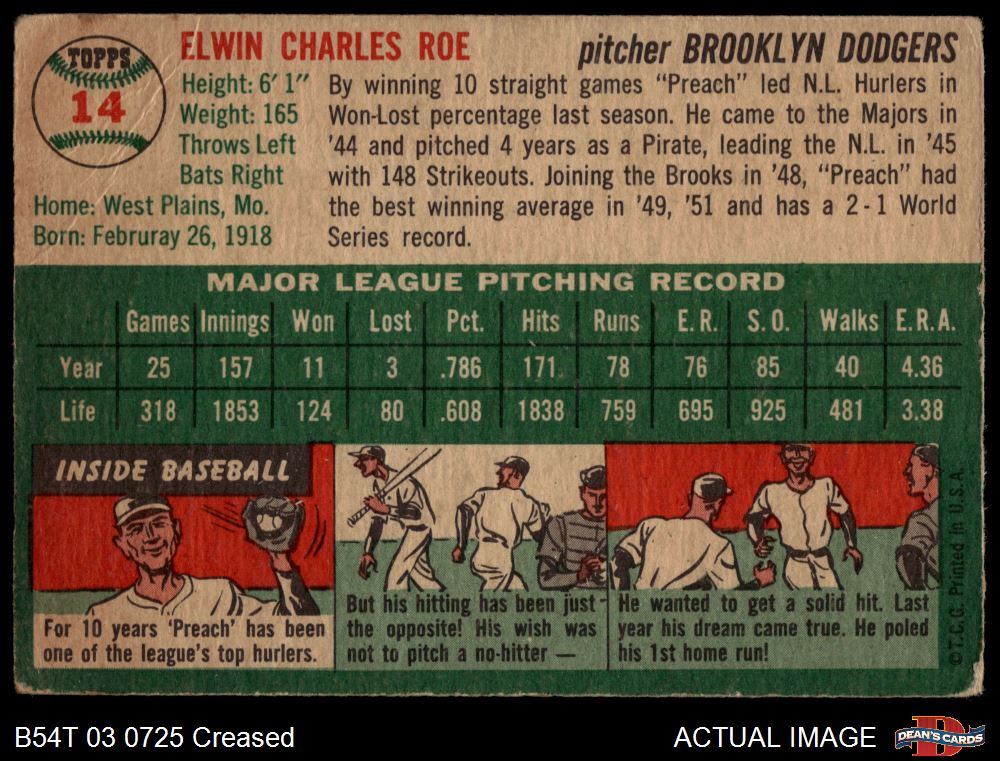 TOPPS
14
ELWIN CHARLES ROE
pitcher BROOKLYN DODGERS
Height: 6' 1"
Weight: 165
Throws Left
Bats Right
Home: West Plains, Mo.
Born: Februray 26, 1918
By winning 10 straight games "Preach" led N.L. Hurlers in
Won-Lost percentage last season. He came to the Majors in
'44 and pitched 4 years as a Pirate, leading the N.L. in '45
with 148 Strikeouts. Joining the Brooks in '48, "Preach" had
the best winning average in '49, '51 and has a 2-1 World
Series record.
MAJOR LEAGUE PITCHING RECORD
Games Innings Won Lost Pct. Hits Runs E.R. S.O. Walks E.R.A.
Year 25 157 11 3 .786 171 78 76 85 40 4.36
Life 318 1853 124 80 .608 1838 759 695 925 481 3.38
INSIDE BASEBALL
For 10 years 'Preach' has been
one of the league's top hurlers.
But his hitting has been just
the opposite! His wish was
not to pitch a no-hitter —
He wanted to get a solid hit. Last
year his dream came true. He poled
his 1st home run!
©T.C.G. Printed in U.S.A.
B54T 03 0725 Creased
ACTUAL IMAGE
DEAN'S CARDS